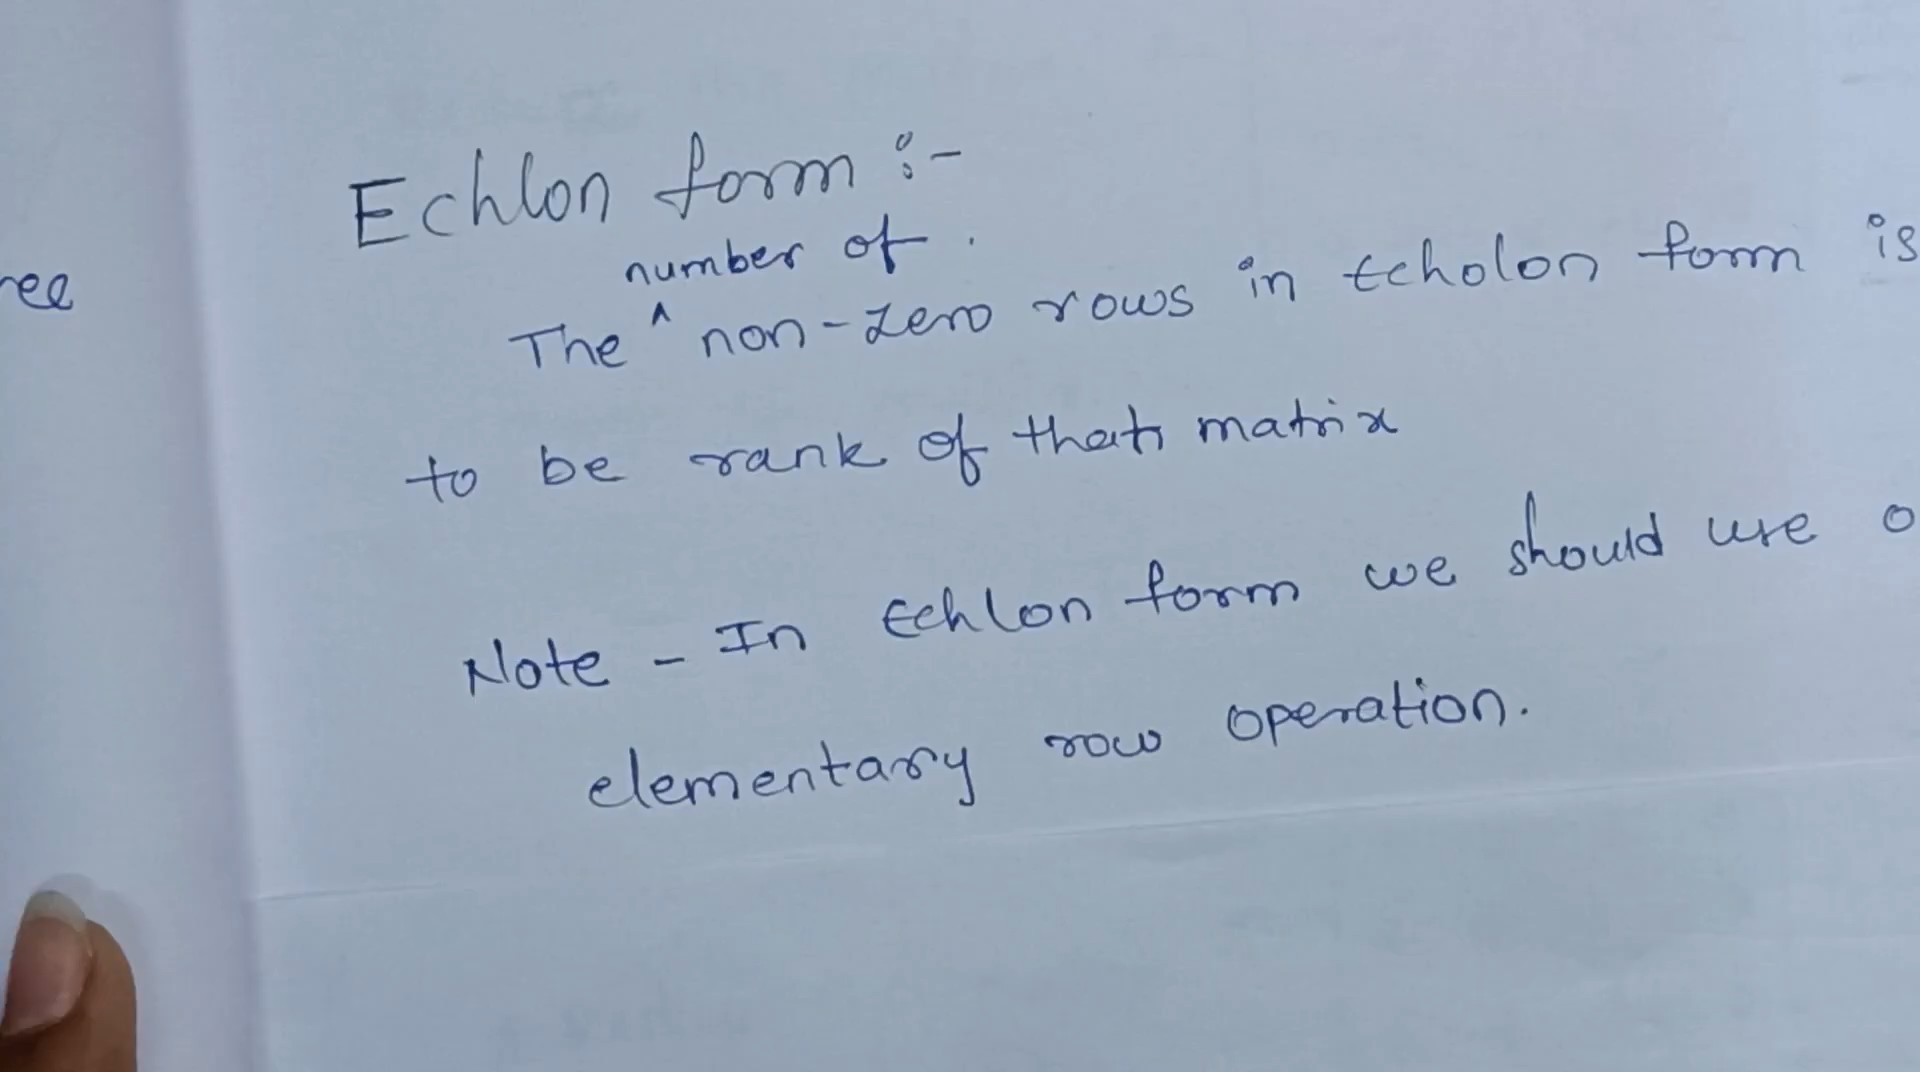 Echlon form :-
number of .
The ^ non-zero rows in Echolon form is
to be rank of that matrix
Note - In Echlon form we should use
elementary row operation.